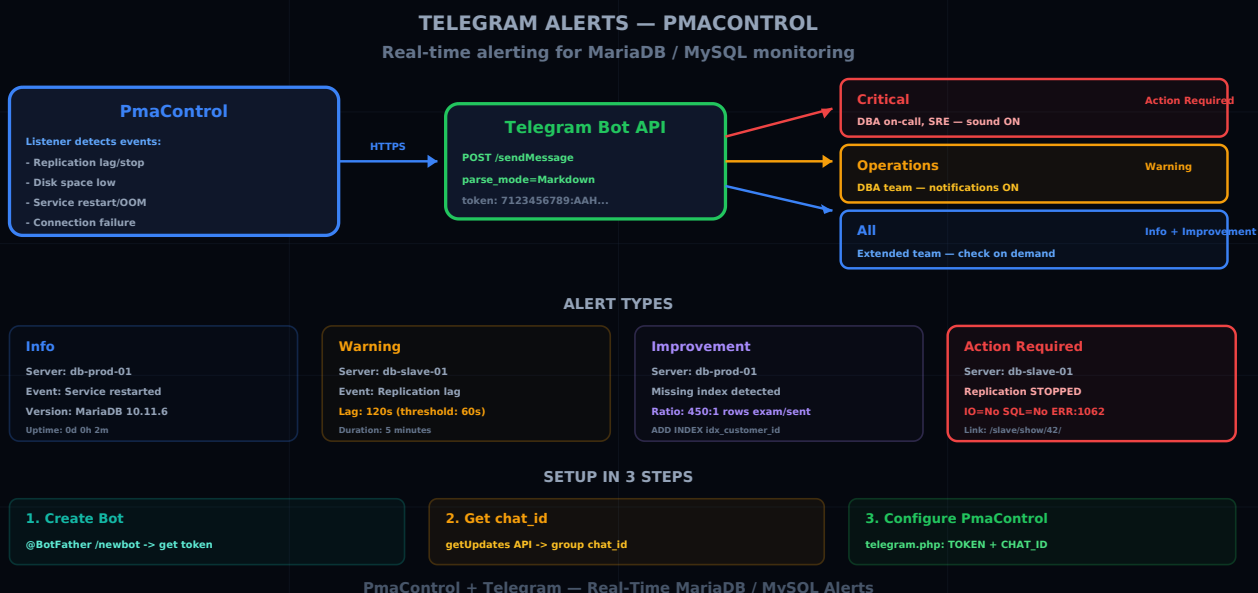 TELEGRAM ALERTS — PMACONTROL
Real-time alerting for MariaDB / MySQL monitoring
PmaControl
Listener detects events:
- Replication lag/stop
- Disk space low
- Service restart/OOM
- Connection failure
HTTPS
Telegram Bot API
POST /sendMessage
parse_mode=Markdown
token: 7123456789:AAH...
Critical
Action Required
DBA on-call, SRE — sound ON
Operations
Warning
DBA team — notifications ON
All
Info + Improvement
Extended team — check on demand
ALERT TYPES
Info
Server: db-prod-01
Event: Service restarted
Version: MariaDB 10.11.6
Uptime: 0d 0h 2m
Warning
Server: db-slave-01
Event: Replication lag
Lag: 120s (threshold: 60s)
Duration: 5 minutes
Improvement
Server: db-prod-01
Missing index detected
Ratio: 450:1 rows exam/sent
ADD INDEX idx_customer_id
Action Required
Server: db-slave-01
Replication STOPPED
IO=No SQL=No ERR:1062
Link: /slave/show/42/
SETUP IN 3 STEPS
1. Create Bot
@BotFather /newbot -> get token
2. Get chat_id
getUpdates API -> group chat_id
3. Configure PmaControl
telegram.php: TOKEN + CHAT_ID
PmaControl + Telegram — Real-Time MariaDB / MySQL Alerts